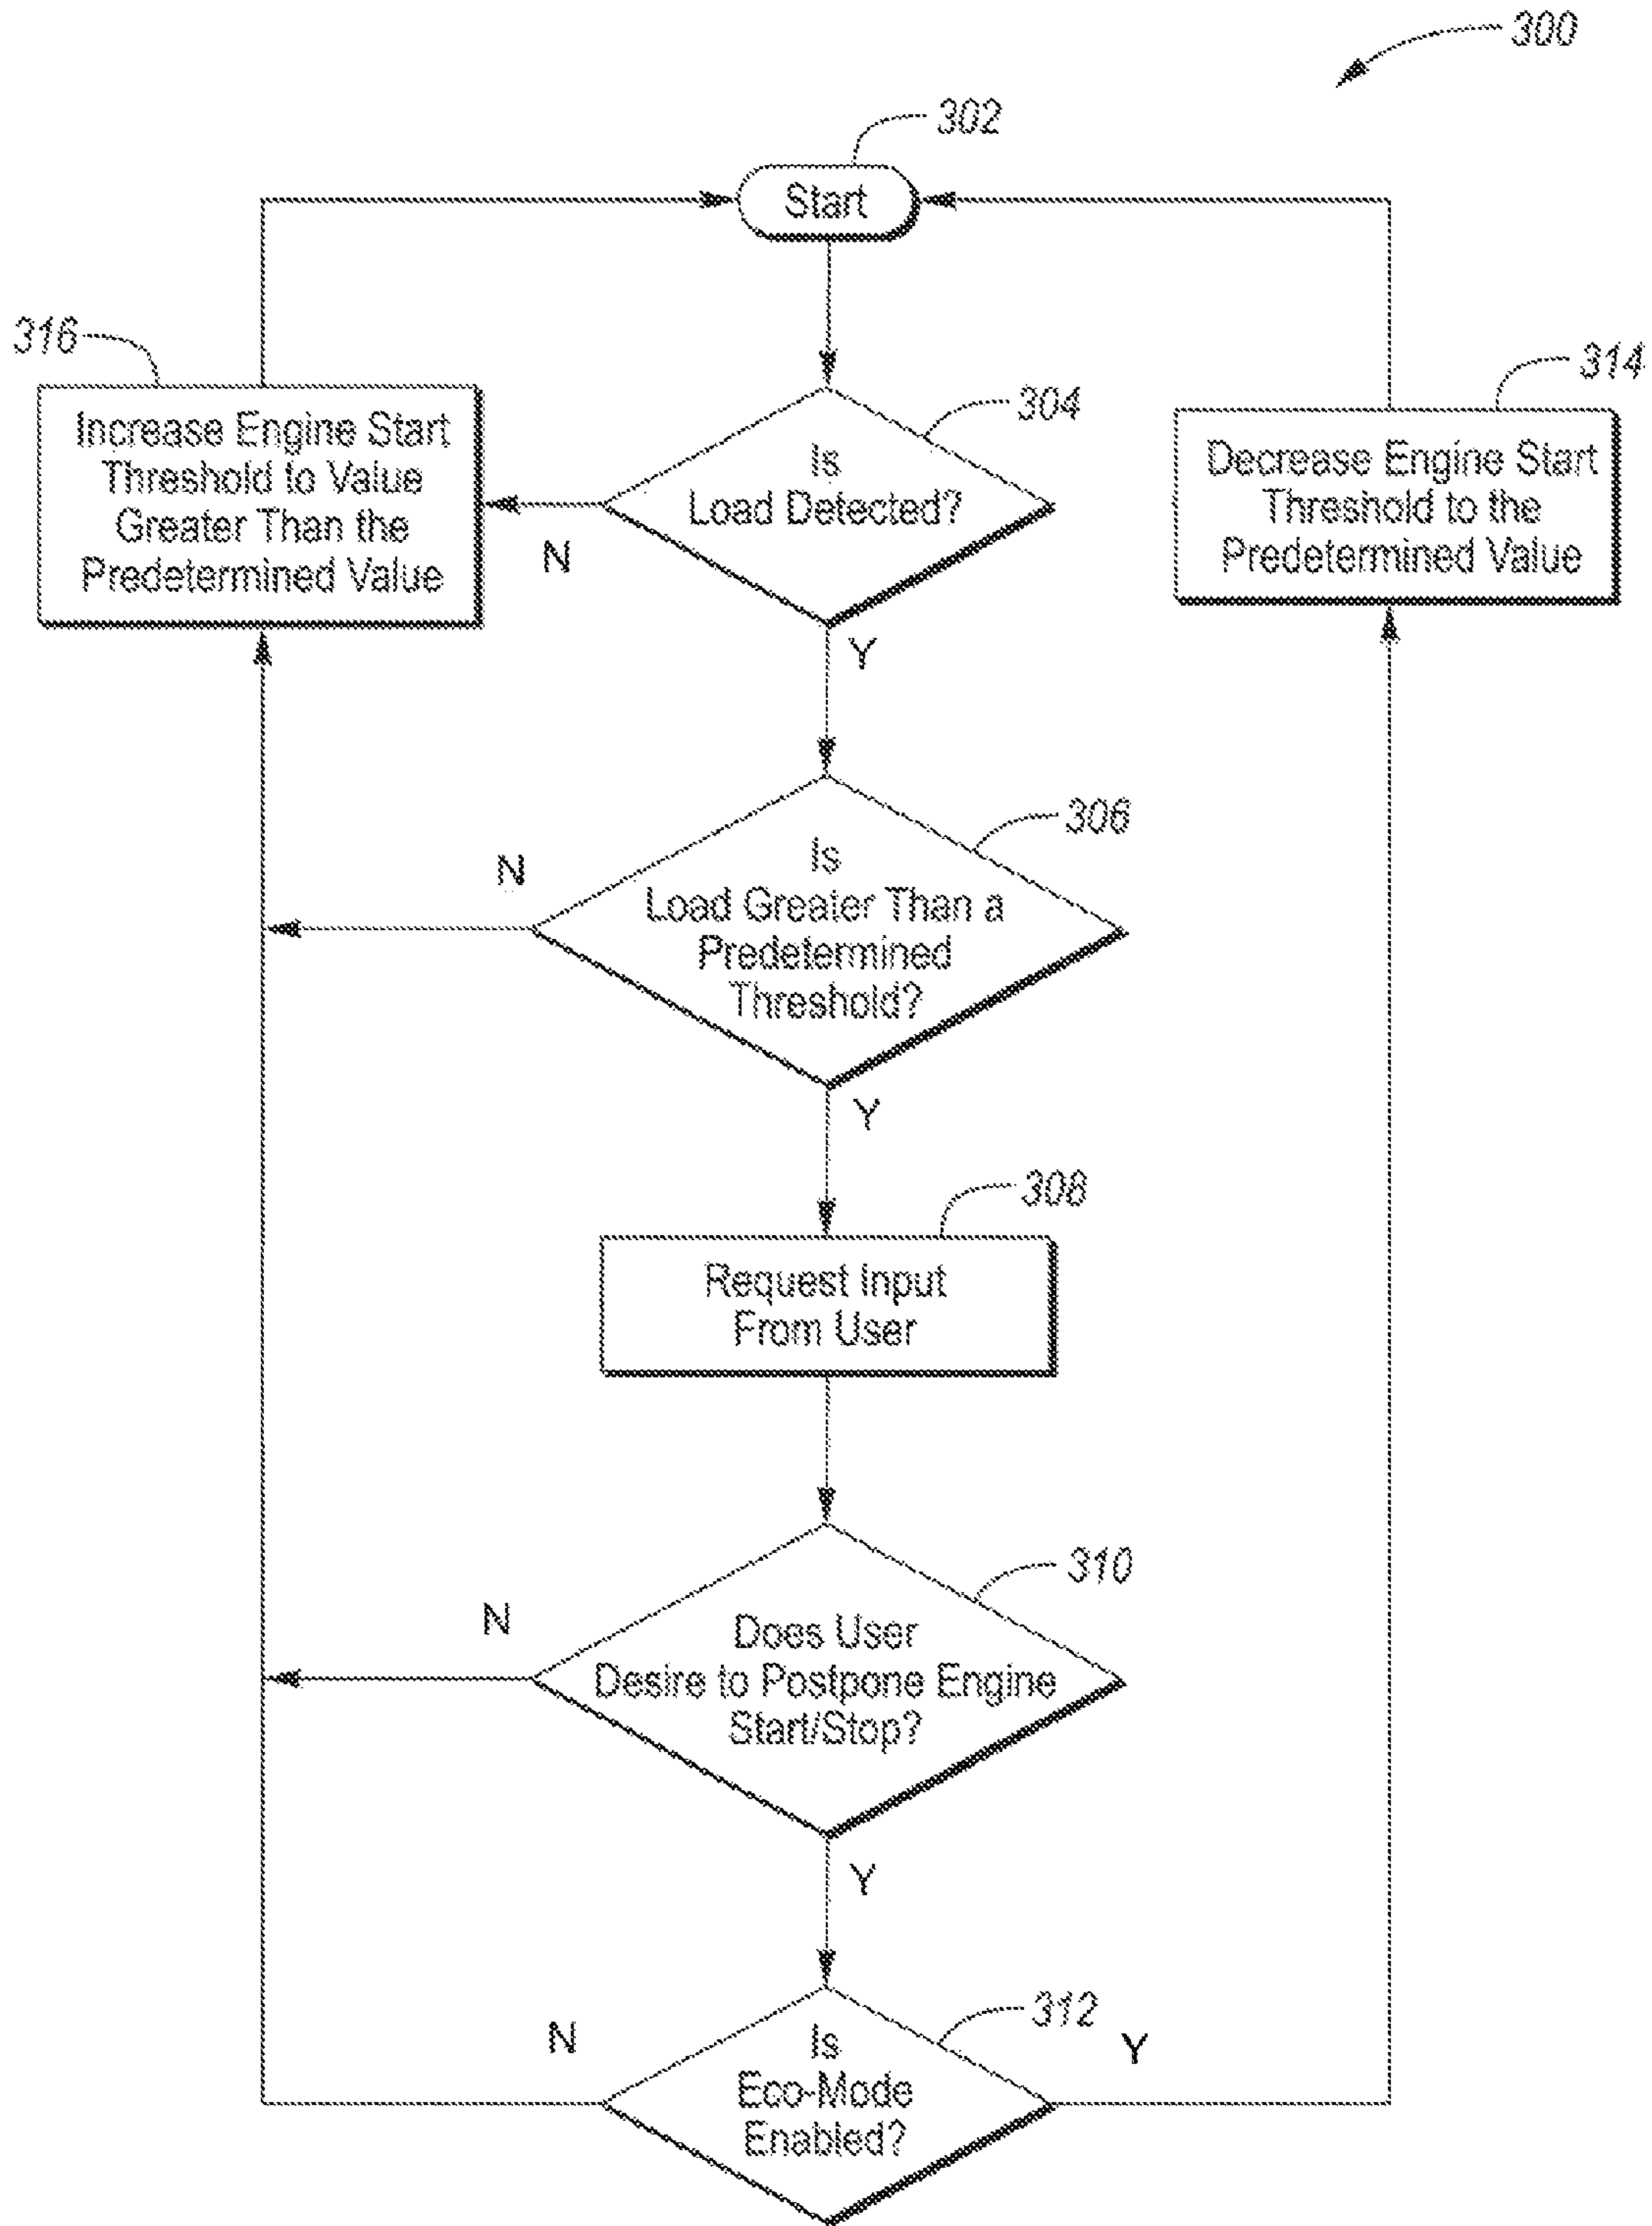 300
302
Start
316
Increase Engine Start
Threshold to Value
Greater Than the
Predetermined Value
304
Is
Load Detected?
N
Y
314
Decrease Engine Start
Threshold to the
Predetermined Value
306
Is
Load Greater Than a
Predetermined
Threshold?
N
Y
308
Request Input
From User
310
Does User
Desire to Postpone Engine
Start/Stop?
N
Y
312
Is
Eco-Mode
Enabled?
N
Y